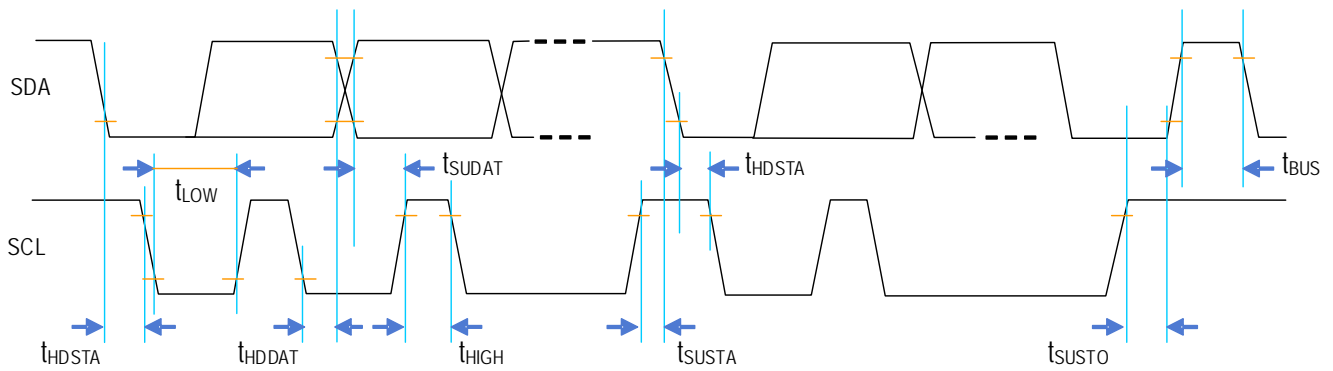 SDA
tSUDAT
tHDSTA
tBUS
tLOW
SCL
tHDSTA
tHDDAT
tHIGH
tSUSTA
tSUSTO